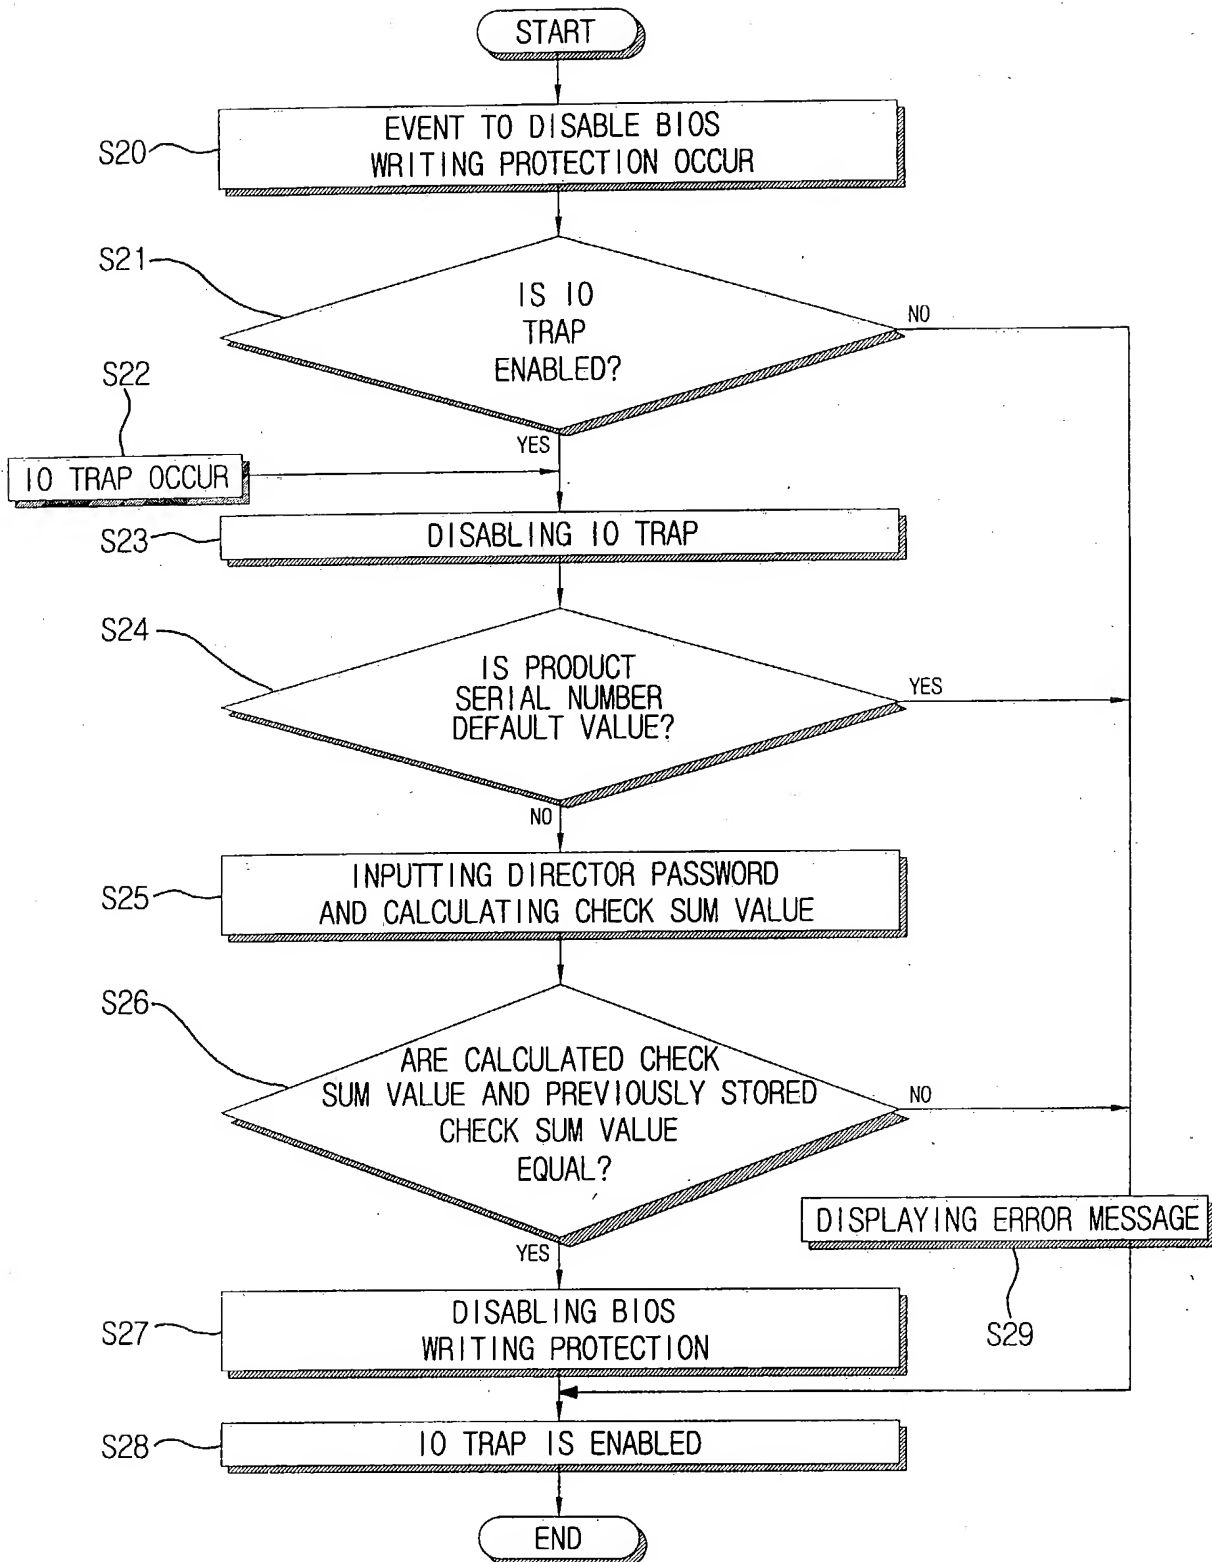 START
S20
EVENT TO DISABLE BIOS
WRITING PROTECTION OCCUR
S21
IS IO
TRAP
ENABLED?
NO
YES
S22
IO TRAP OCCUR
S23
DISABLING IO TRAP
S24
IS PRODUCT
SERIAL NUMBER
DEFAULT VALUE?
YES
NO
S25
INPUTTING DIRECTOR PASSWORD
AND CALCULATING CHECK SUM VALUE
S26
ARE CALCULATED CHECK
SUM VALUE AND PREVIOUSLY STORED
CHECK SUM VALUE
EQUAL?
NO
YES
DISPLAYING ERROR MESSAGE
S29
S27
DISABLING BIOS
WRITING PROTECTION
S28
IO TRAP IS ENABLED
END